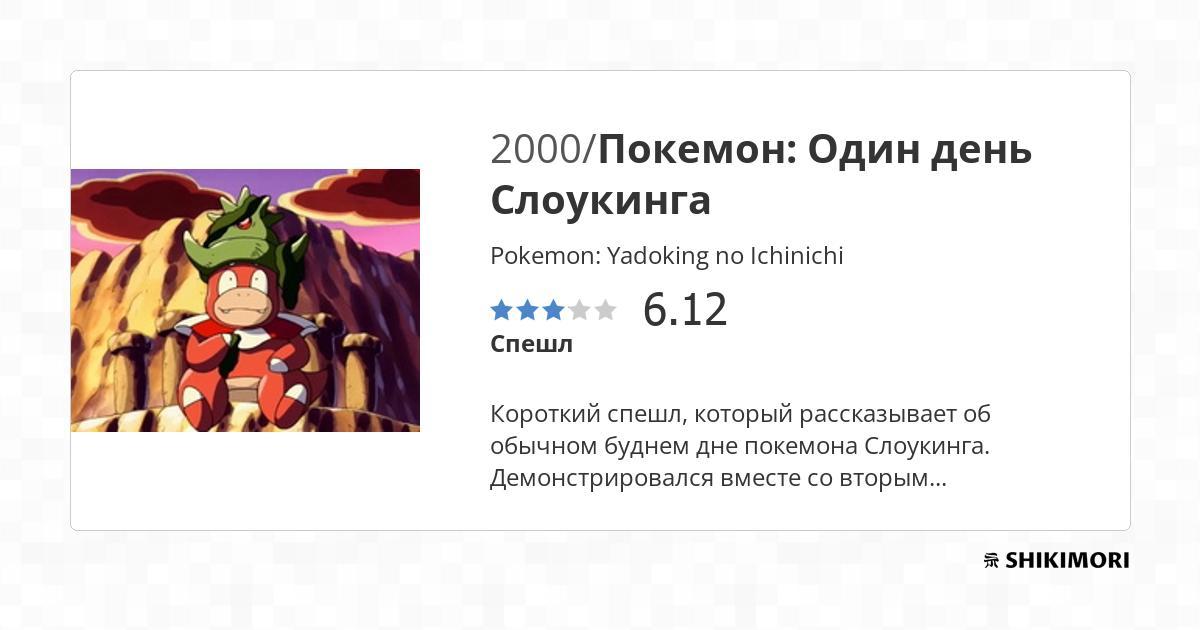 2000/Покемон: Один день
Слоукинга
Pokemon: Yadoking no Ichinichi
6.12
Спешл
Короткий спешл, который рассказывает об
обычном буднем дне покемона Слоукинга.
Демонстрировался вместе со вторым...
SHIKIMORI